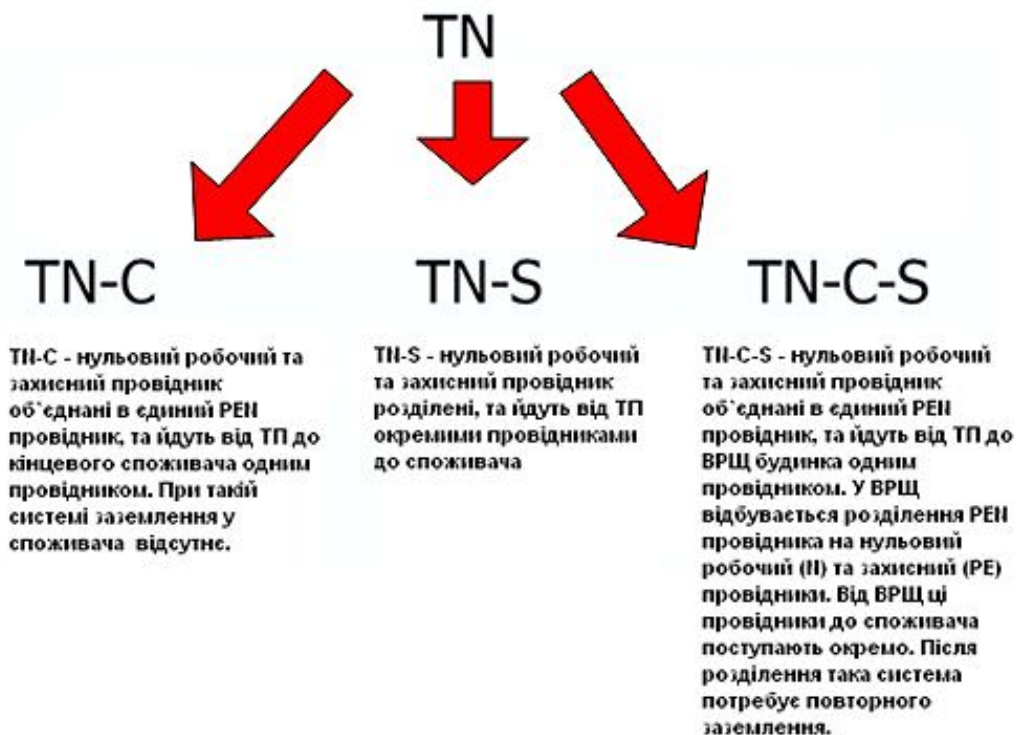 TN
TN-C
TN-S
TN-C-S
TN-C - нульовий робочий та
захисний провідник
об`єднані в єдиний PEN
провідник, та йдуть від ТП до
кінцевого споживача одним
провідником. При такій
системі заземлення у
споживача відсутнє.
TN-S - нульовий робочий
та захисний провідник
розділені, та йдуть від ТП
окремими провідниками
до споживача
TN-C-S - нульовий робочий
та захисний провідник
об`єднані в єдиний PEN
провідник, та йдуть від ТП до
ВРЩ будинка одним
провідником. У ВРЩ
відбувається розділення PEN
провідника на нульовий
робочий (N) та захисний (PE)
провідники. Від ВРЩ ці
провідники до споживача
поступають окремо. Після
розділення така система
потребує повторного
заземлення.